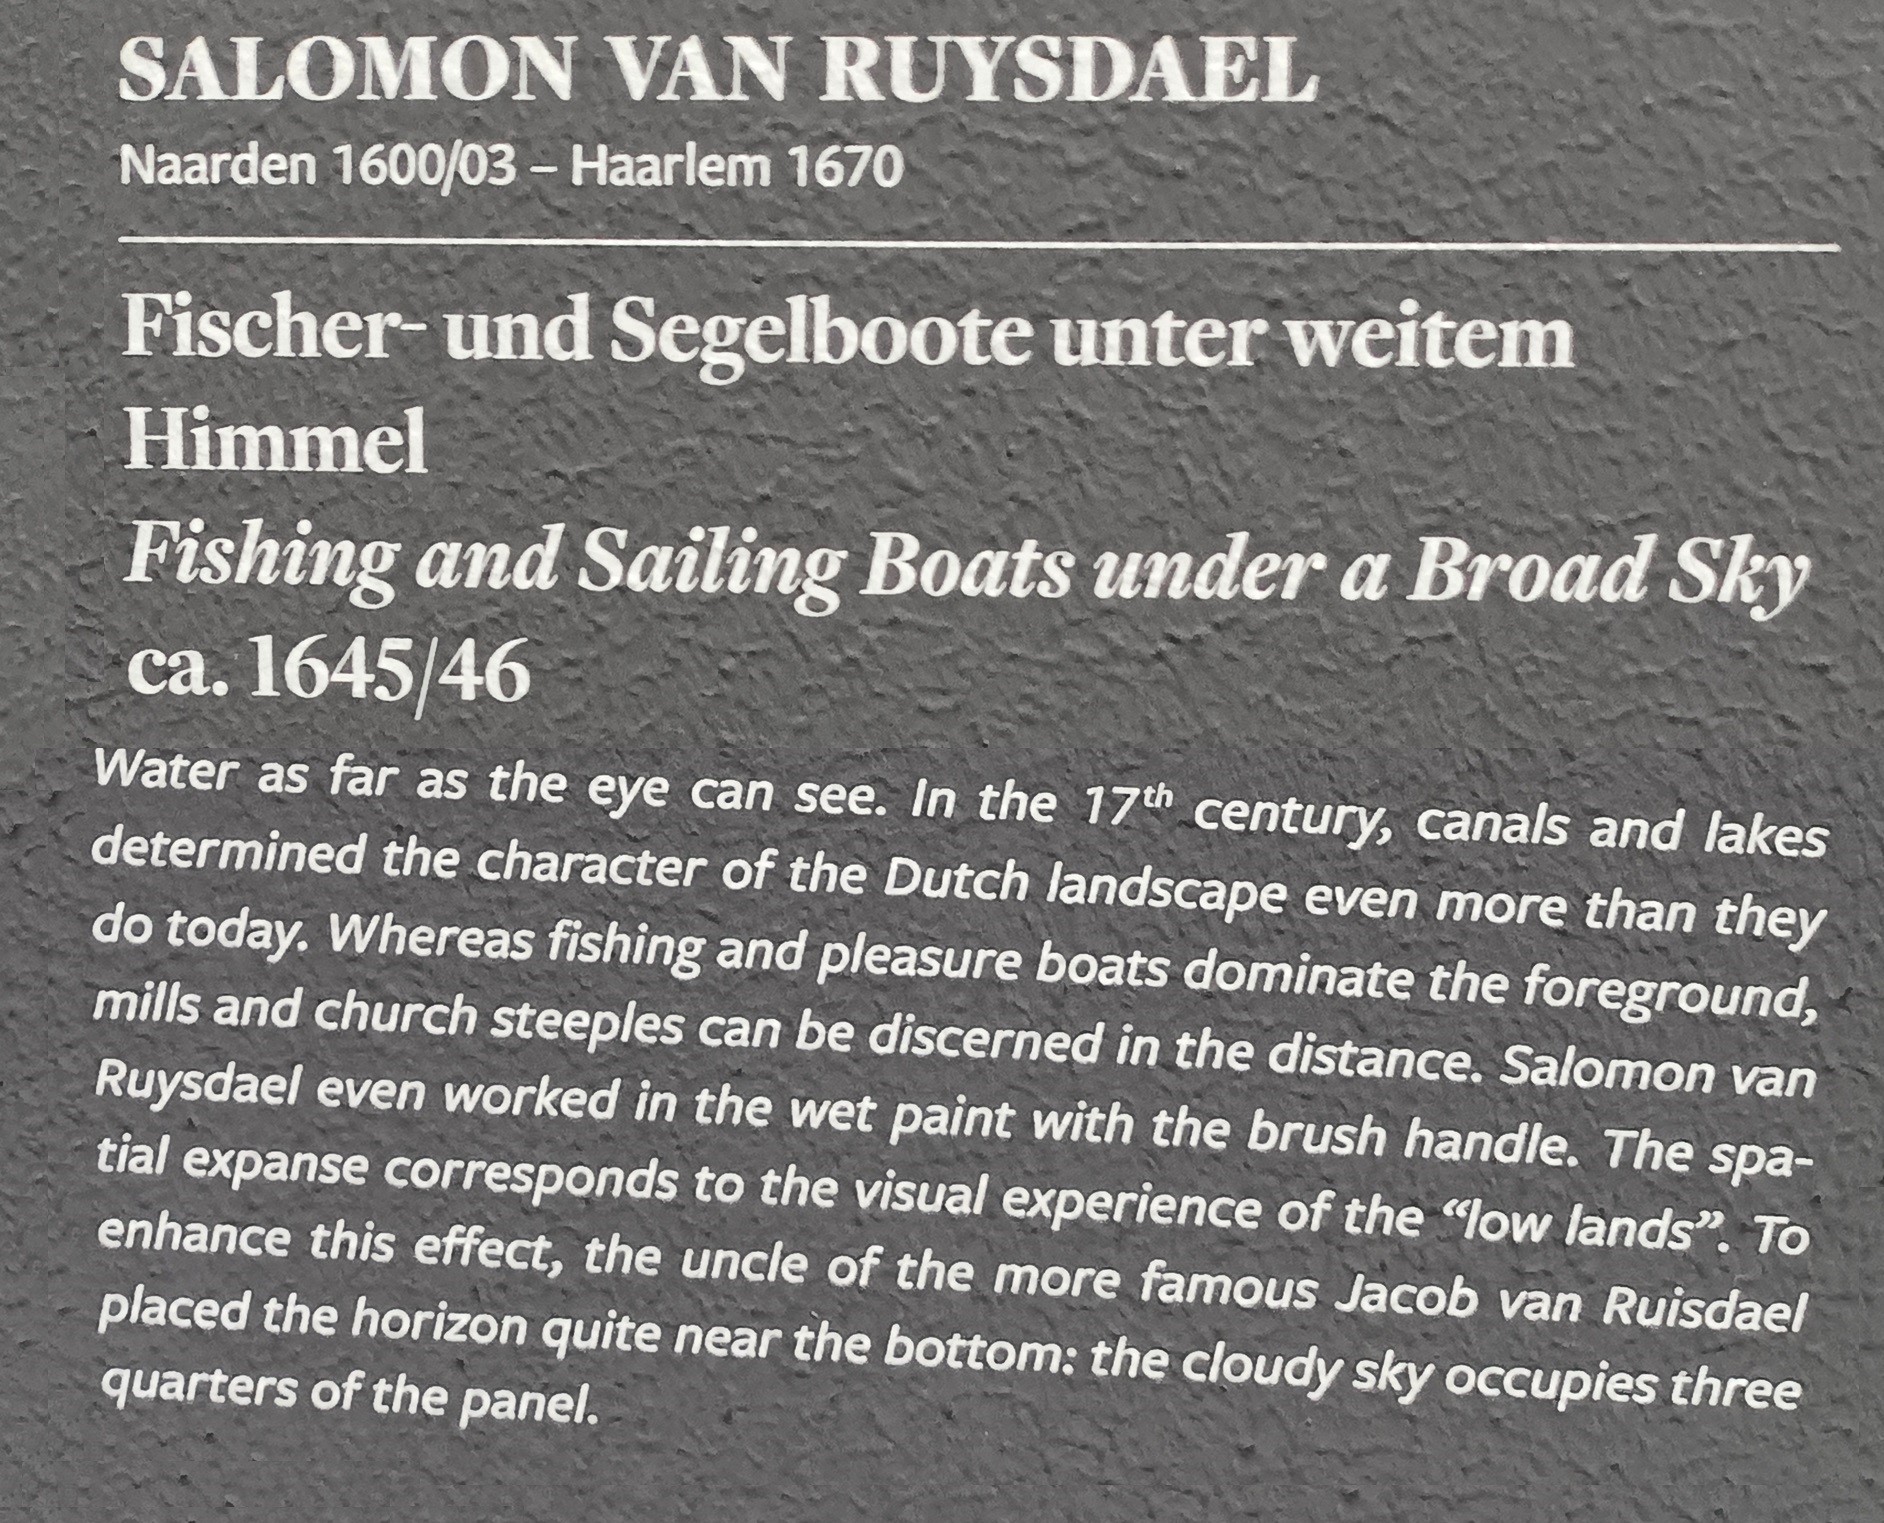 SALOMON VAN RUYSDAEL
Naarden 1600/03 – Haarlem 1670
Fischer- und Segelboote unter weitem
Himmel
Fishing and Sailing Boats under a Broad Sky
ca. 1645/46
Water as far as the eye can see. In the 17th century, canals and lakes
determined the character of the Dutch landscape even more than they
do today. Whereas fishing and pleasure boats dominate the foreground,
mills and church steeples can be discerned in the distance. Salomon van
Ruysdael even worked in the wet paint with the brush handle. The spa-
tial expanse corresponds to the visual experience of the “low lands”. To
enhance this effect, the uncle of the more famous Jacob van Ruisdael
placed the horizon quite near the bottom: the cloudy sky occupies three
quarters of the panel.